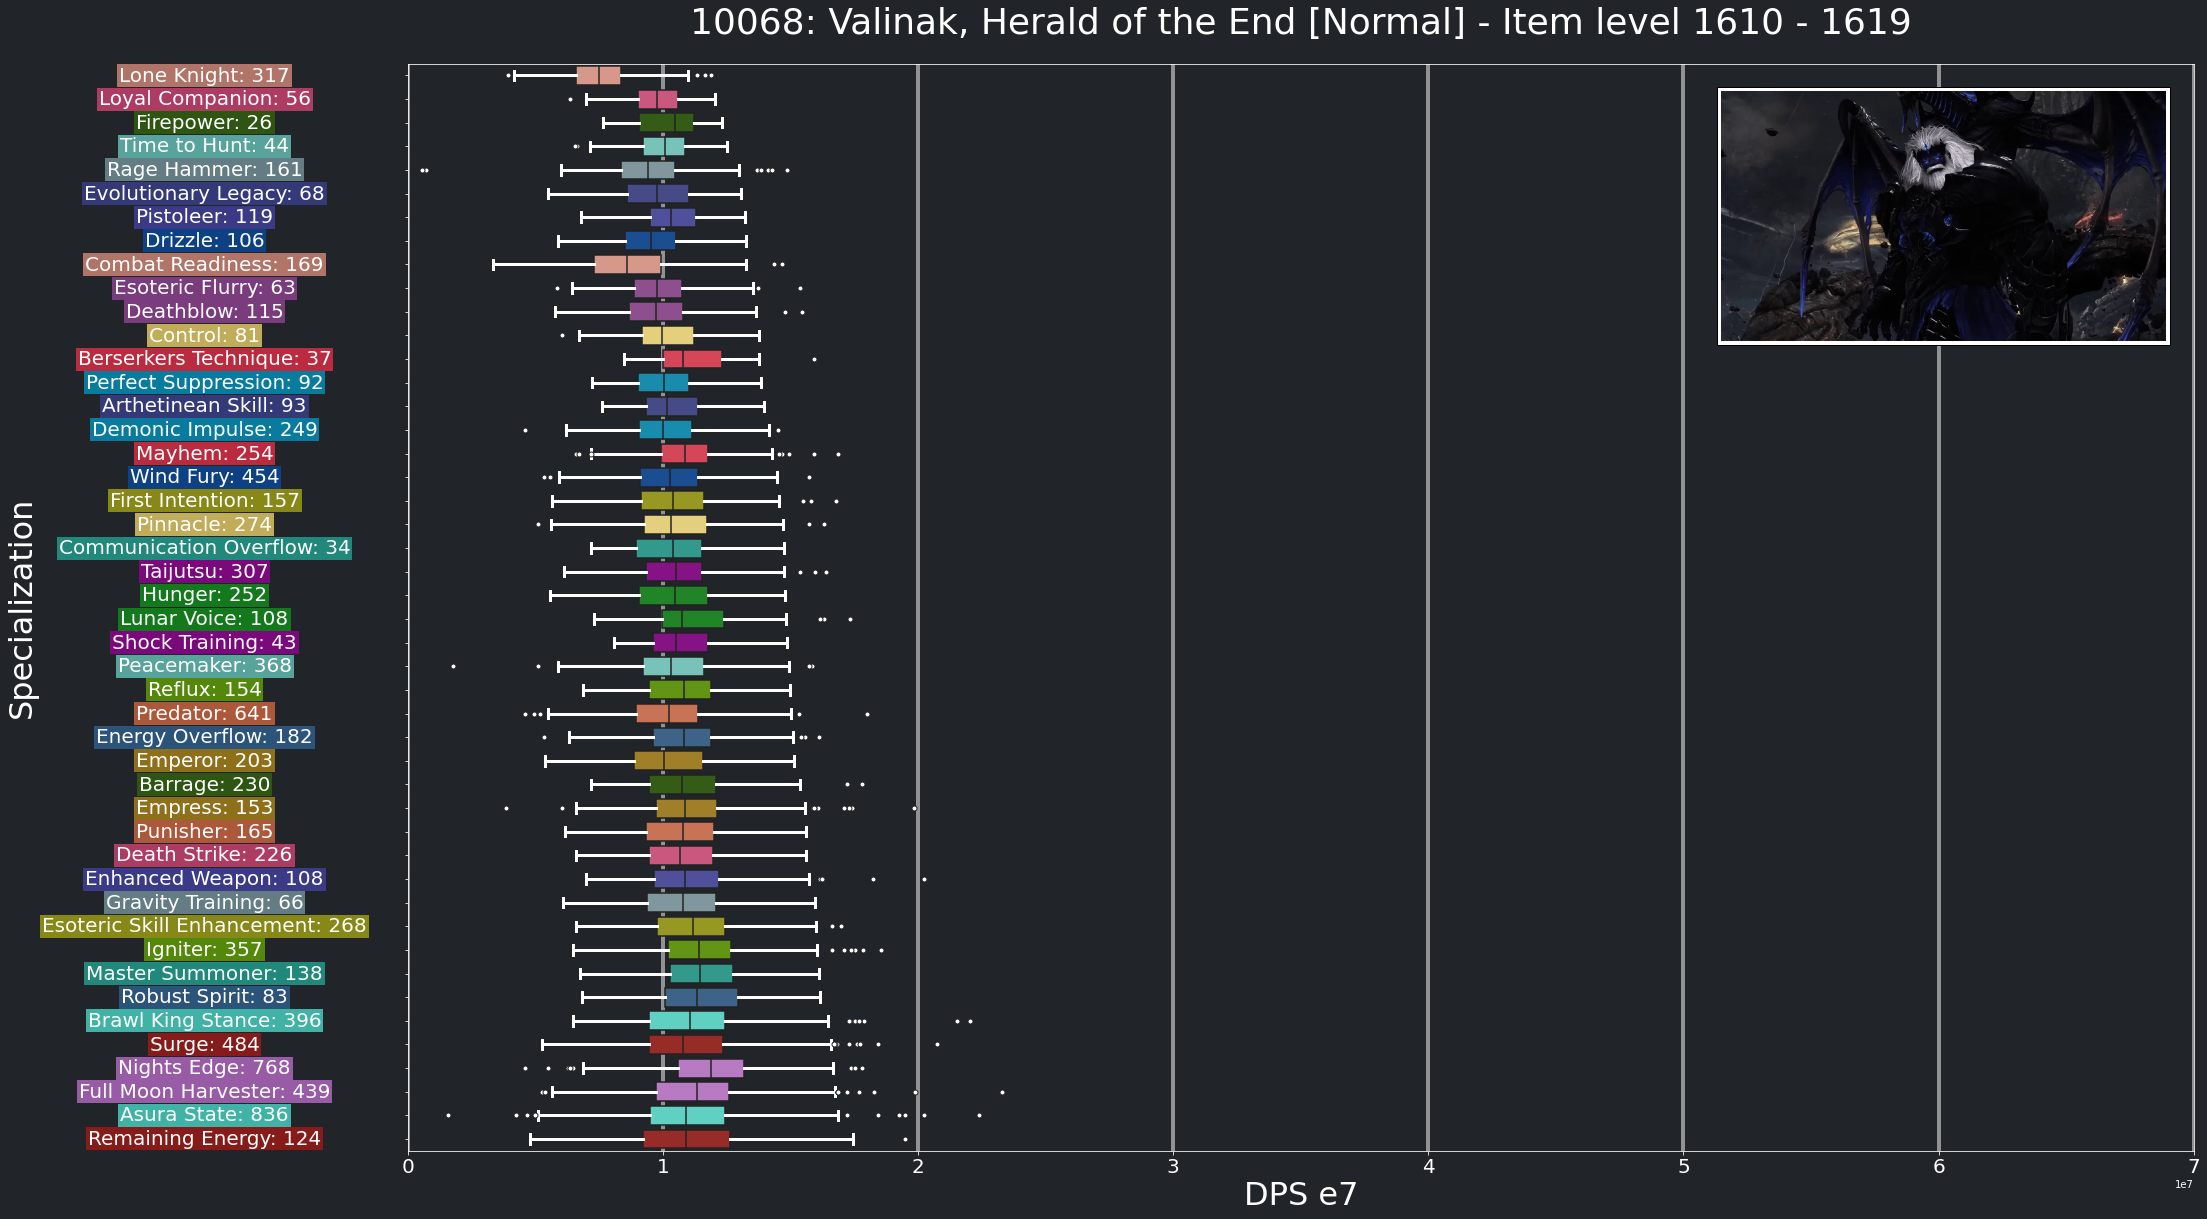 10068: Valinak, Herald of the End [Normal] - Item level 1610 - 1619
Lone Knight: 317
Loyal Companion: 56
Firepower: 26
Time to Hunt: 44
Rage Hammer: 161
Evolutionary Legacy: 68
Pistoleer: 119
Drizzle: 106
Combat Readiness: 169
Esoteric Flurry: 63
Deathblow: 115
Control: 81
Berserkers Technique: 37
Perfect Suppression: 92
Arthetinean Skill: 93
Demonic Impulse: 249
Mayhem: 254
Wind Fury: 454
First Intention: 157
Pinnacle: 274
Communication Overflow: 34
Taijutsu: 307
Hunger: 252
Lunar Voice: 108
Shock Training: 43
Peacemaker: 368
Reflux: 154
Predator: 641
Energy Overflow: 182
Emperor: 203
Barrage: 230
Empress: 153
Punisher: 165
Death Strike: 226
Enhanced Weapon: 108
Gravity Training: 66
Esoteric Skill Enhancement: 268
Igniter: 357
Master Summoner: 138
Robust Spirit: 83
Brawl King Stance: 396
Surge: 484
Nights Edge: 768
Full Moon Harvester: 439
Asura State: 836
Remaining Energy: 124
Specialization
0 1 2 3 4 5 6 7
1e7
DPS e7